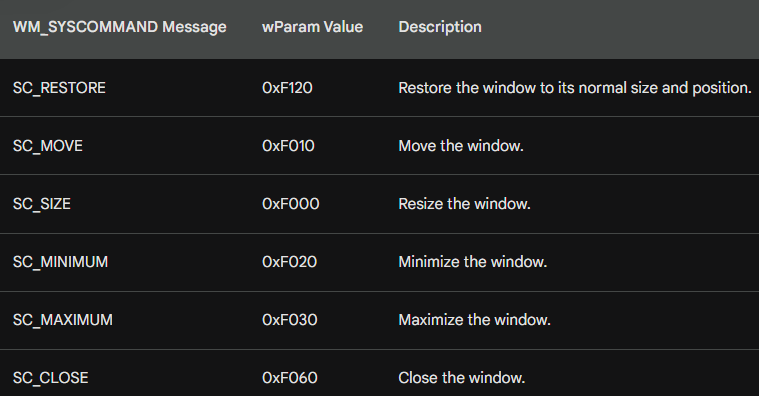 WM_SYSCOMMAND Message wParam Value Description
SC_RESTORE 0xF120 Restore the window to its normal size and position.
SC_MOVE 0xF010 Move the window.
SC_SIZE 0xF000 Resize the window.
SC_MINIMUM 0xF020 Minimize the window.
SC_MAXIMUM 0xF030 Maximize the window.
SC_CLOSE 0xF060 Close the window.